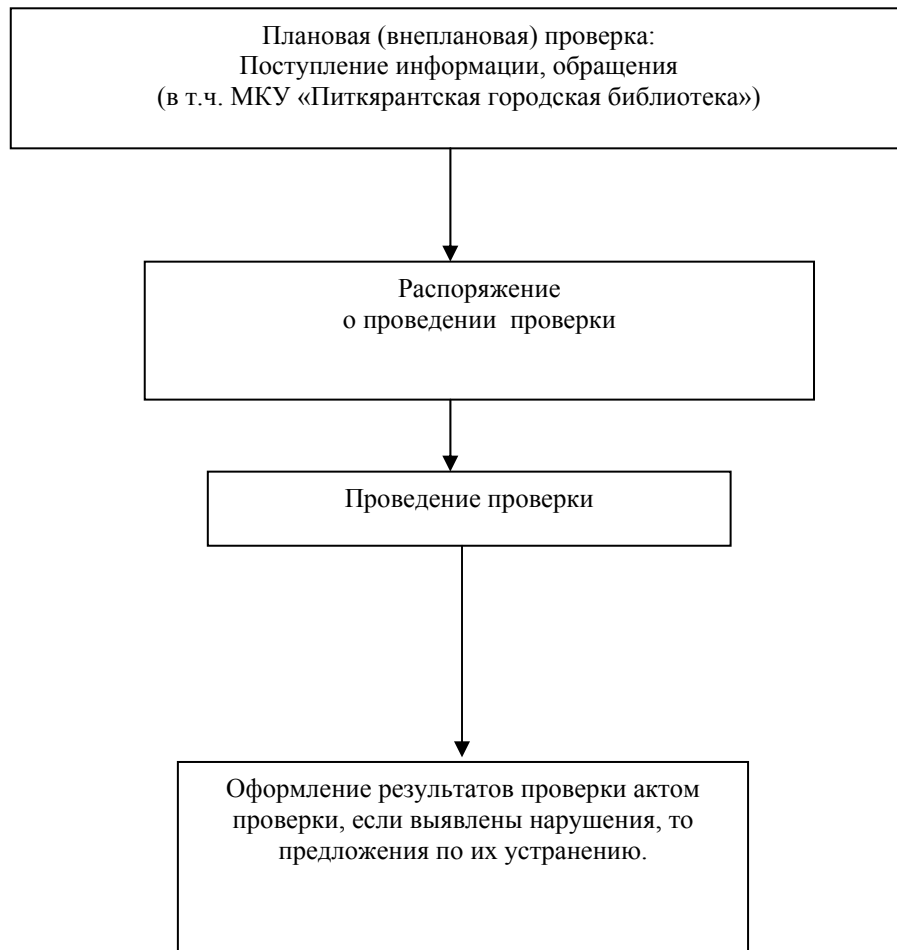 Плановая (внеплановая) проверка:
Поступление информации, обращения
(в т.ч. МКУ «Питкярантская городская библиотека»)
Распоряжение
о проведении проверки
Проведение проверки
Оформление результатов проверки актом
проверки, если выявлены нарушения, то
предложения по их устранению.